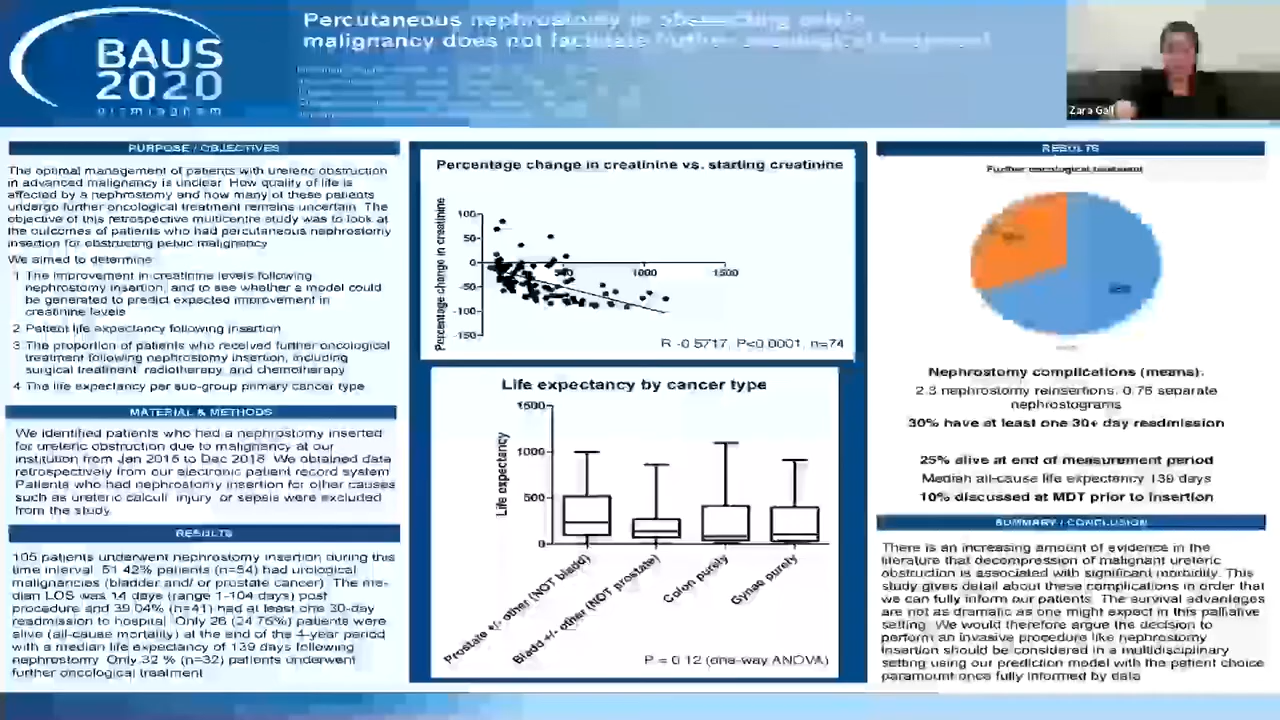 BAUS
2020
Birmingham
Percutaneous nephrostomy in obstructing pelvic
malignancy does not facilitate further oncological treatment
Zara Gall
PURPOSE / OBJECTIVES
The optimal management of patients with ureteric obstruction
in advanced malignancy is unclear. How quality of life is
affected by a nephrostomy and how many of these patients
undergo further oncological treatment remains uncertain. The
objective of this retrospective multicentre study was to look at
the outcomes of patients who had percutaneous nephrostomy
insertion for obstructing pelvic malignancy
We aimed to determine
1 The improvement in creatinine levels following
nephrostomy insertion, and to see whether a model could
be generated to predict expected improvement in
creatinine levels
2 Patient life expectancy following insertion
3 The proportion of patients who received further oncological
treatment following nephrostomy insertion, including
surgical treatment, radiotherapy, and chemotherapy
4 The life expectancy per sub-group primary cancer type
MATERIAL & METHODS
We identified patients who had a nephrostomy inserted
for ureteric obstruction due to malignancy at our
institution from Jan 2015 to Dec 2018. We obtained data
retrospectively from our electronic patient record system
Patients who had nephrostomy insertion for other causes
such as ureteric calculi, injury, or sepsis were excluded
from the study.
RESULTS
105 patients underwent nephrostomy insertion during this
time interval. 51.42% patients (n=54) had urological
malignancies (bladder and/ or prostate cancer). The me-
dian LOS was 14 days (range 1-104 days) post
procedure and 39.04% (n=41) had at least one 30-day
readmission to hospital. Only 26 (24.76%) patients were
alive (all-cause mortality) at the end of the 4-year period
with a median life expectancy of 139 days following
nephrostomy. Only 32 % (n=32) patients underwent
further oncological treatment
Percentage change in creatinine vs. starting creatinine
Percentage change in creatinine
100
50
0
-50
-100
-150
500
1000
1500
R -0.5717, P<0.0001, n=74
Life expectancy by cancer type
Life expectancy
1500
1000
500
0
Prostate +/- other (NOT bladd)
Bladd +/- other (NOT prostate)
Colon purely
Gynae purely
P = 0.12 (one-way ANOVA)
RESULTS
Further oncological treatment
Nephrostomy complications (means):
2.3 nephrostomy reinsertions, 0.76 separate
nephrostograms
30% have at least one 30+ day readmission
25% alive at end of measurement period
Median all-cause life expectancy 139 days
10% discussed at MDT prior to insertion
SUMMARY / CONCLUSION
There is an increasing amount of evidence in the
literature that decompression of malignant ureteric
obstruction is associated with significant morbidity. This
study gives detail about these complications in order that
we can fully inform our patients. The survival advantages
are not as dramatic as one might expect in this palliative
setting. We would therefore argue the decision to
perform an invasive procedure like nephrostomy
insertion should be considered in a multidisciplinary
setting using our prediction model with the patient choice
paramount once fully informed by data